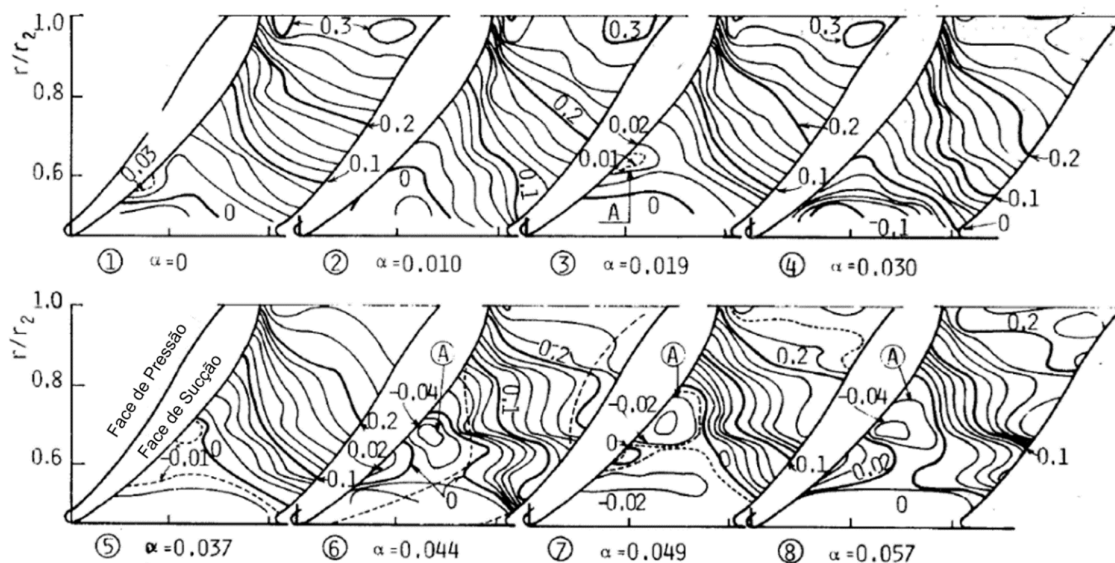 1.0
r/r₂
0.8
0.6
0.3
0.3
0.3
0.03
0
0.2
0.1
0
0.2
0.02
0.01
0.1
A
0
0.2
0.1
-0.1
0.2
0.1
0
① α=0
② α=0.010
③ α=0.019
④ α=0.030
1.0
r/r₂
0.8
0.6
Face de Pressão
Face de Sucção
-0.01
0
0.2
0.1
A
-0.04
0.02
0
0.2
0.1
A
-0.02
0
-0.02
0.2
0.1
A
-0.04
0.02
0
0.2
0.1
⑤ α=0.037
⑥ α=0.044
⑦ α=0.049
⑧ α=0.057